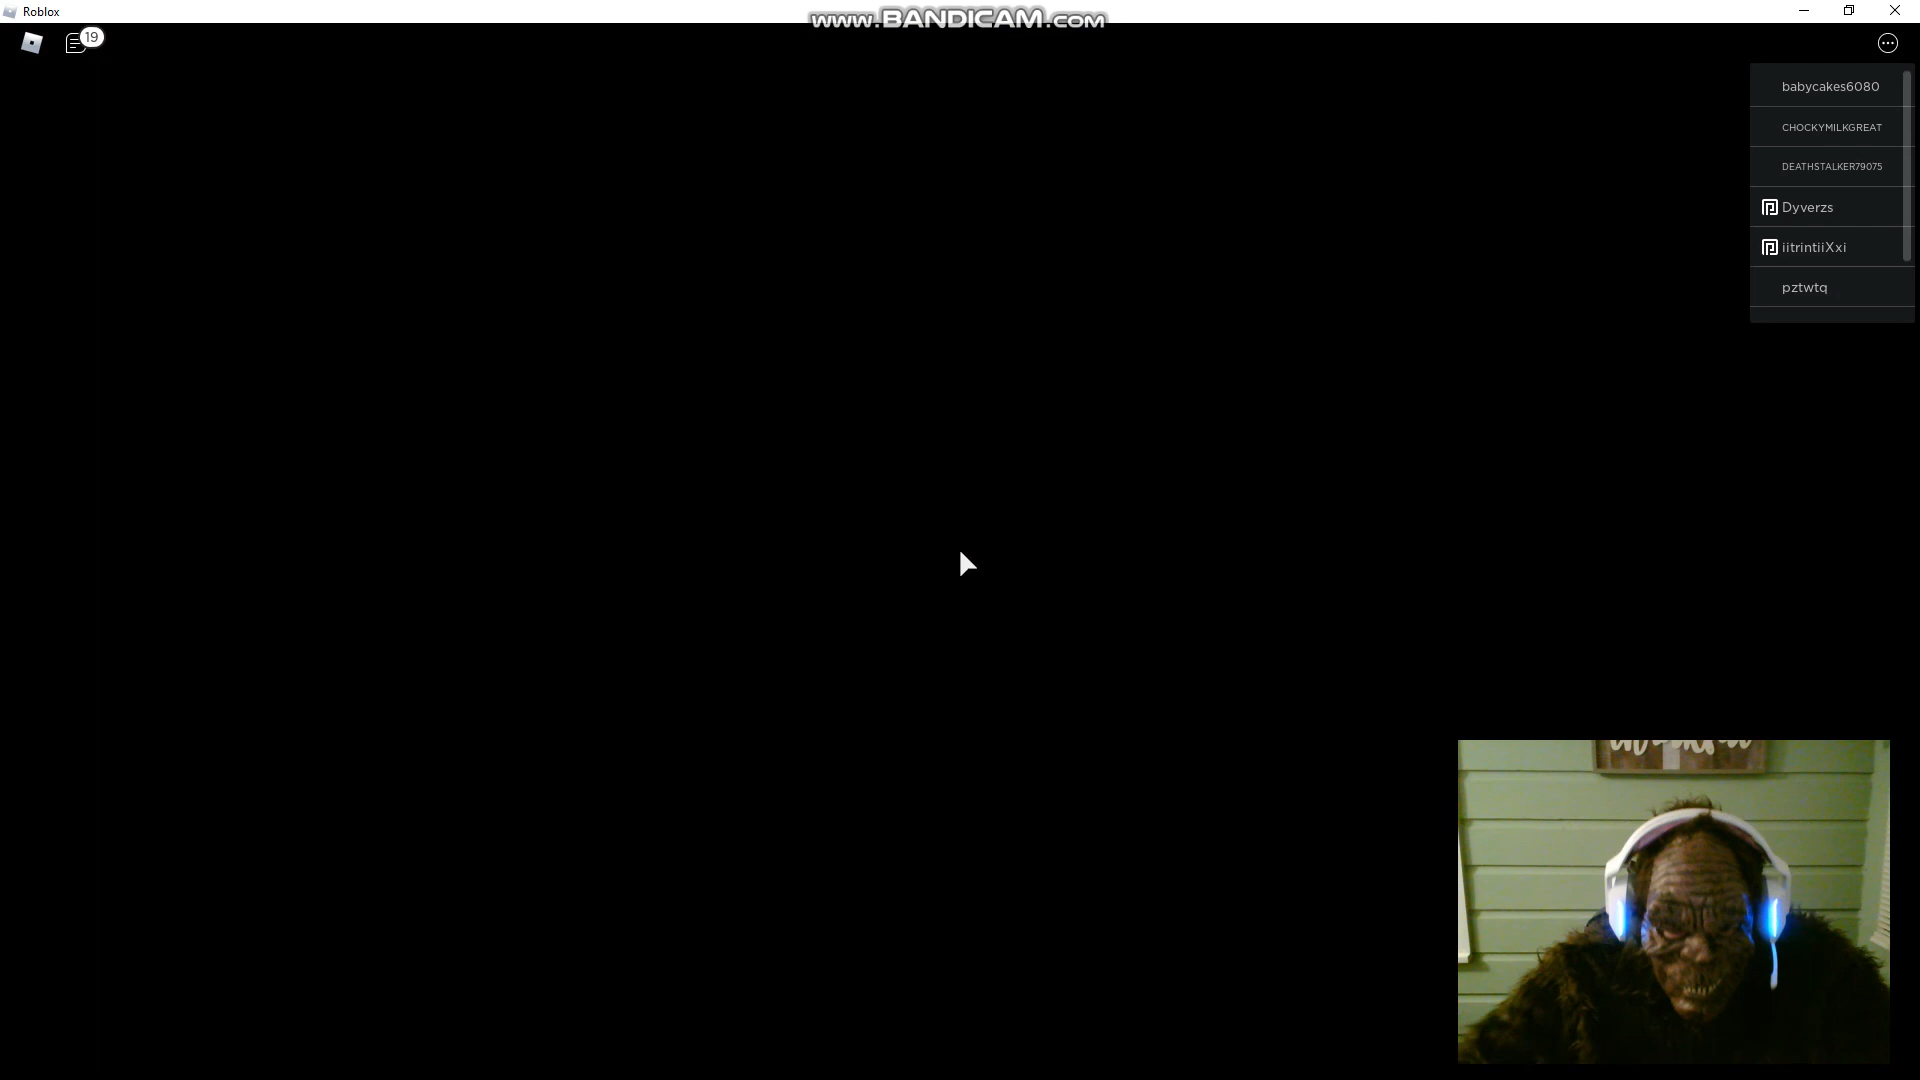 Roblox
www.BANDICAM.com
19
babycakes6080
CHOCKYMILKGREAT
DEATHSTALKER79075
Dyverzs
iitrintiiXxi
pztwtq